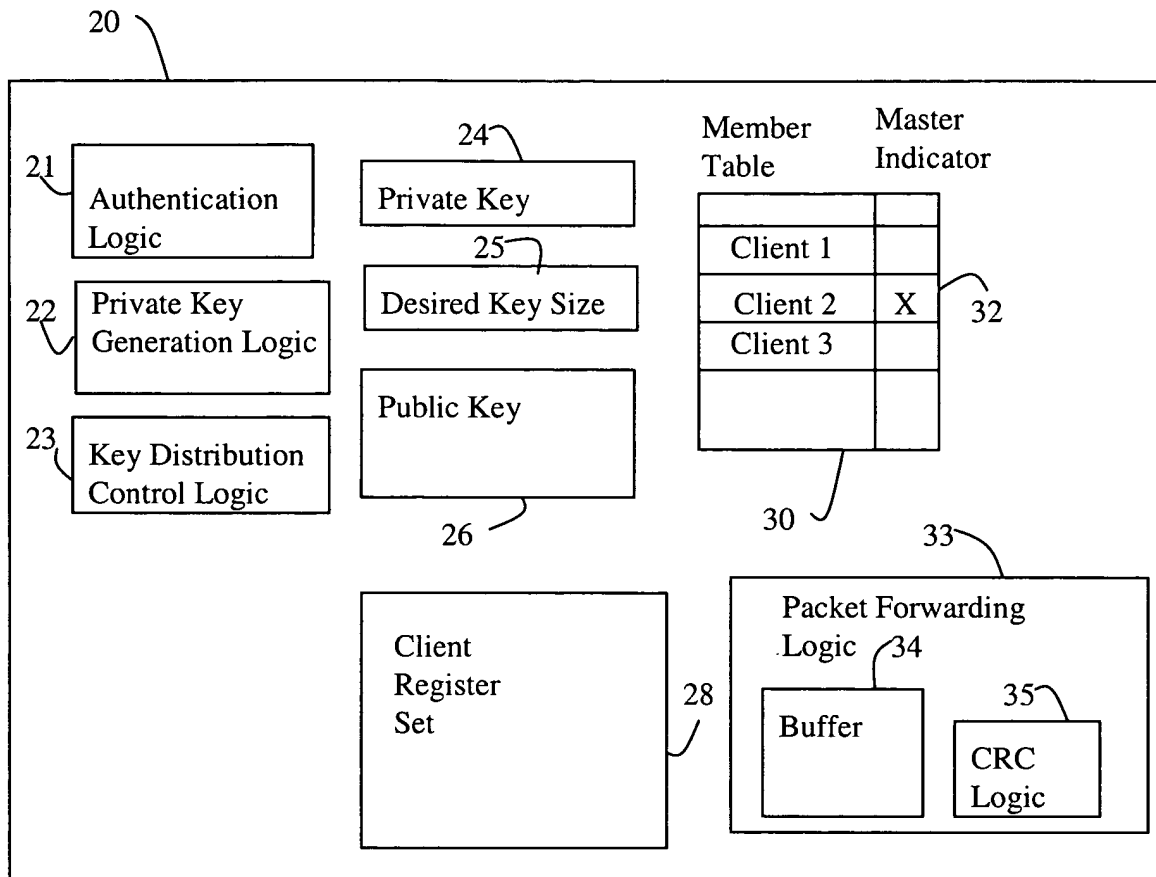 20
21
Authentication
Logic
22
Private Key
Generation Logic
23
Key Distribution
Control Logic
24
Private Key
25
Desired Key Size
Public Key
26
Member
Table
Master
Indicator
Client 1
Client 2 X
Client 3
32
30
Client
Register
Set
28
33
Packet Forwarding
Logic
34
Buffer
35
CRC
Logic